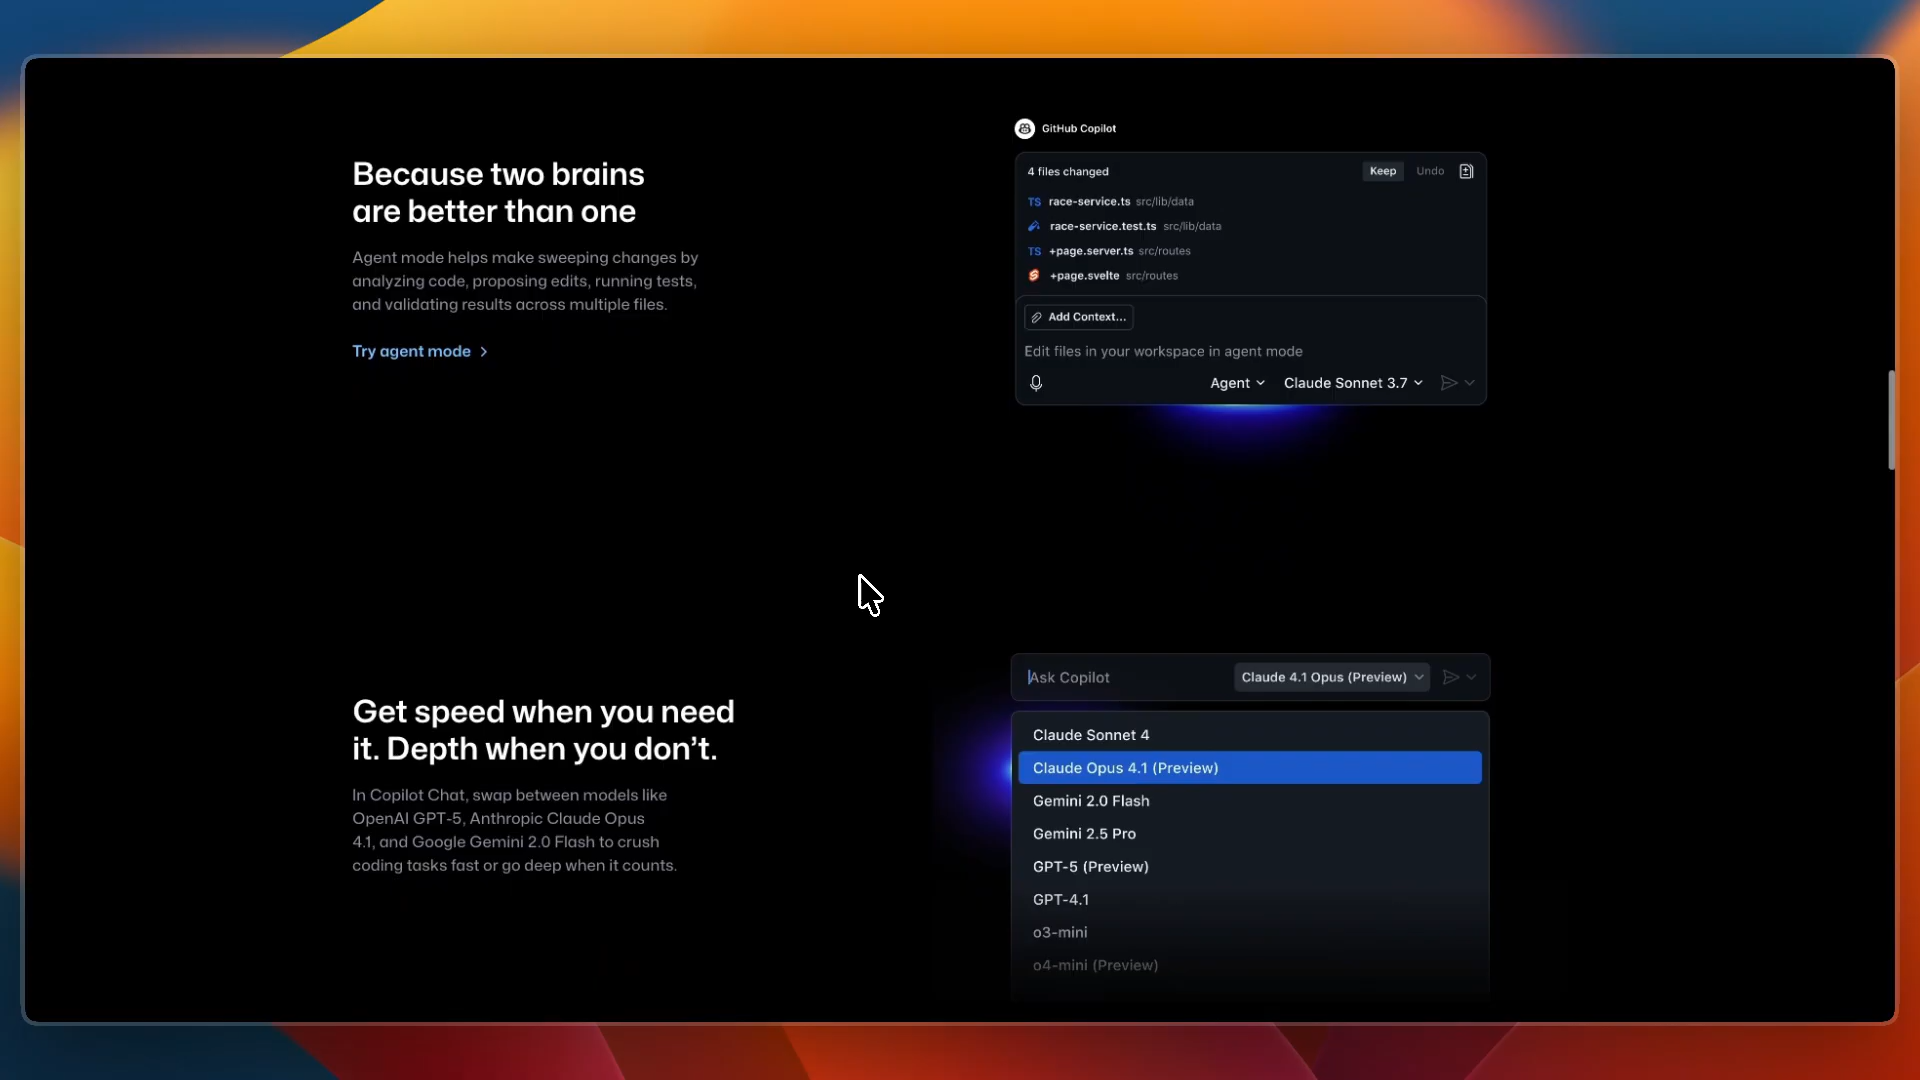 Because two brains
are better than one
Agent mode helps make sweeping changes by
analyzing code, proposing edits, running tests,
and validating results across multiple files.
Try agent mode
GitHub Copilot
4 files changed
Keep
Undo
TS race-service.ts src/lib/data
race-service.test.ts src/lib/data
TS +page.server.ts src/routes
+page.svelte src/routes
Add Context...
Edit files in your workspace in agent mode
Agent
Claude Sonnet 3.7
Get speed when you need
it. Depth when you don’t.
In Copilot Chat, swap between models like
OpenAI GPT-5, Anthropic Claude Opus
4.1, and Google Gemini 2.0 Flash to crush
coding tasks fast or go deep when it counts.
Ask Copilot
Claude 4.1 Opus (Preview)
Claude Sonnet 4
Claude Opus 4.1 (Preview)
Gemini 2.0 Flash
Gemini 2.5 Pro
GPT-5 (Preview)
GPT-4.1
o3-mini
o4-mini (Preview)